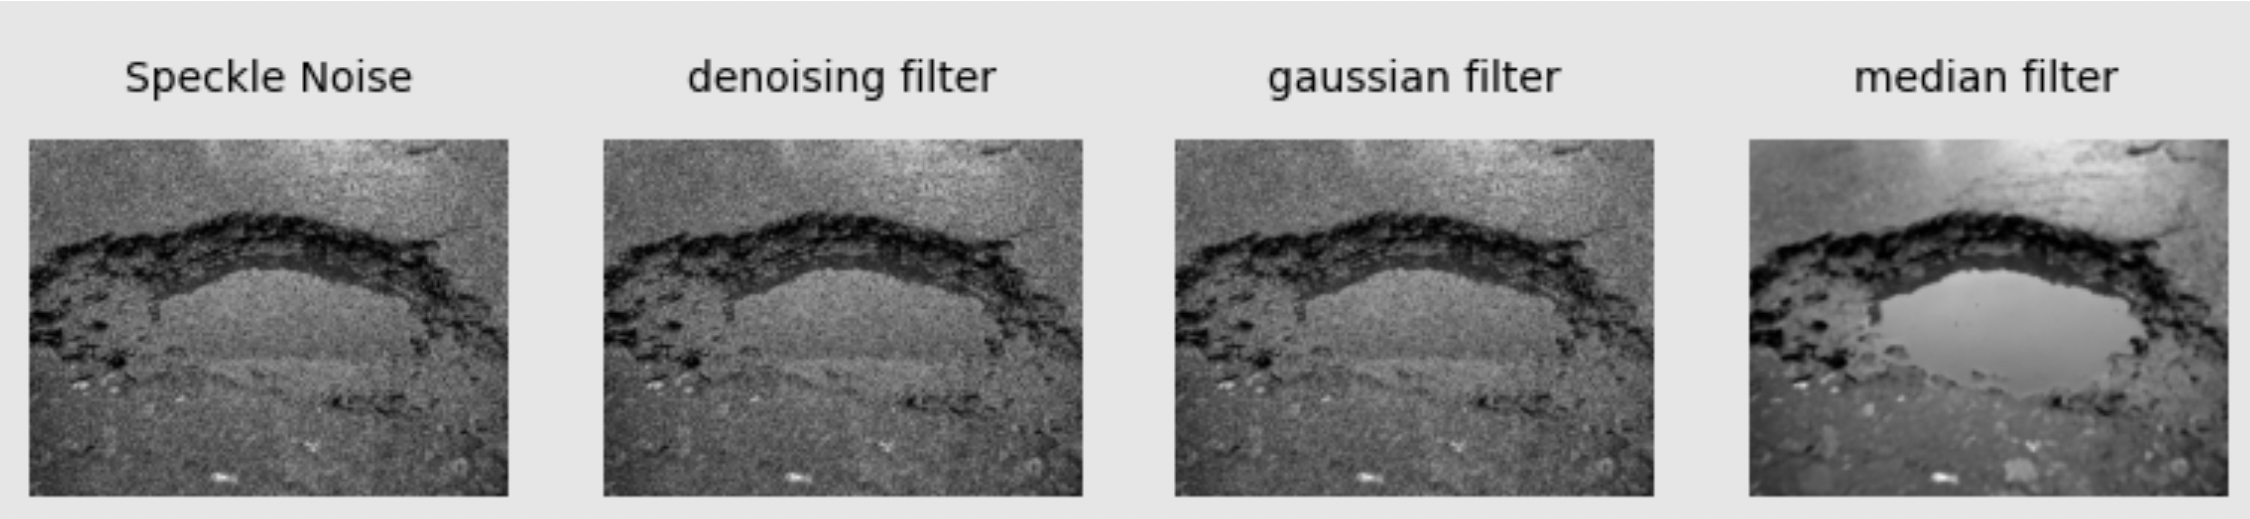 Speckle Noise
denoising filter
gaussian filter
median filter